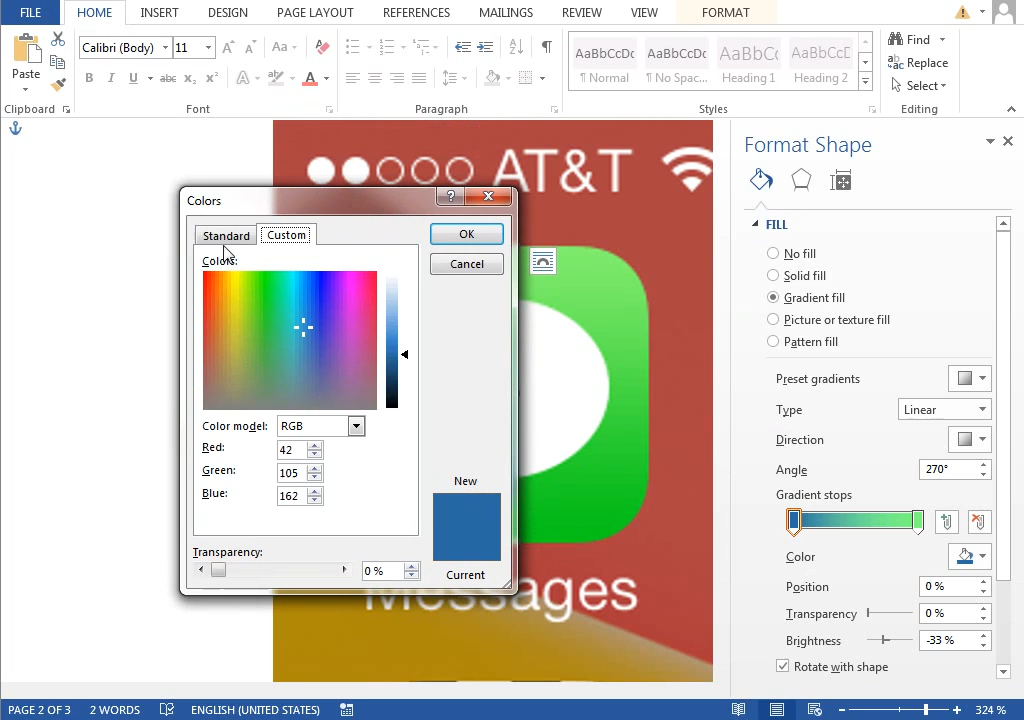 FILE HOME INSERT DESIGN PAGE LAYOUT REFERENCES MAILINGS REVIEW VIEW FORMAT
Paste
Calibri (Body) 11 A A Aa
B I U abc x₂ x² A ab A
AaBbCcDc AaBbCcDc AaBbCc AaBbCcD
¶ Normal ¶ No Spac... Heading 1 Heading 2
Find
Replace
Select
Clipboard Font Paragraph Styles Editing
AT&T
Messages
Colors
Standard Custom
OK
Cancel
Colors:
Color model: RGB
Red: 42
Green: 105
Blue: 162
New
Current
Transparency:
0 %
Format Shape
FILL
No fill
Solid fill
Gradient fill
Picture or texture fill
Pattern fill
Preset gradients
Type Linear
Direction
Angle 270°
Gradient stops
Color
Position 0 %
Transparency 0 %
Brightness -33 %
Rotate with shape
PAGE 2 OF 3 2 WORDS ENGLISH (UNITED STATES) 324 %